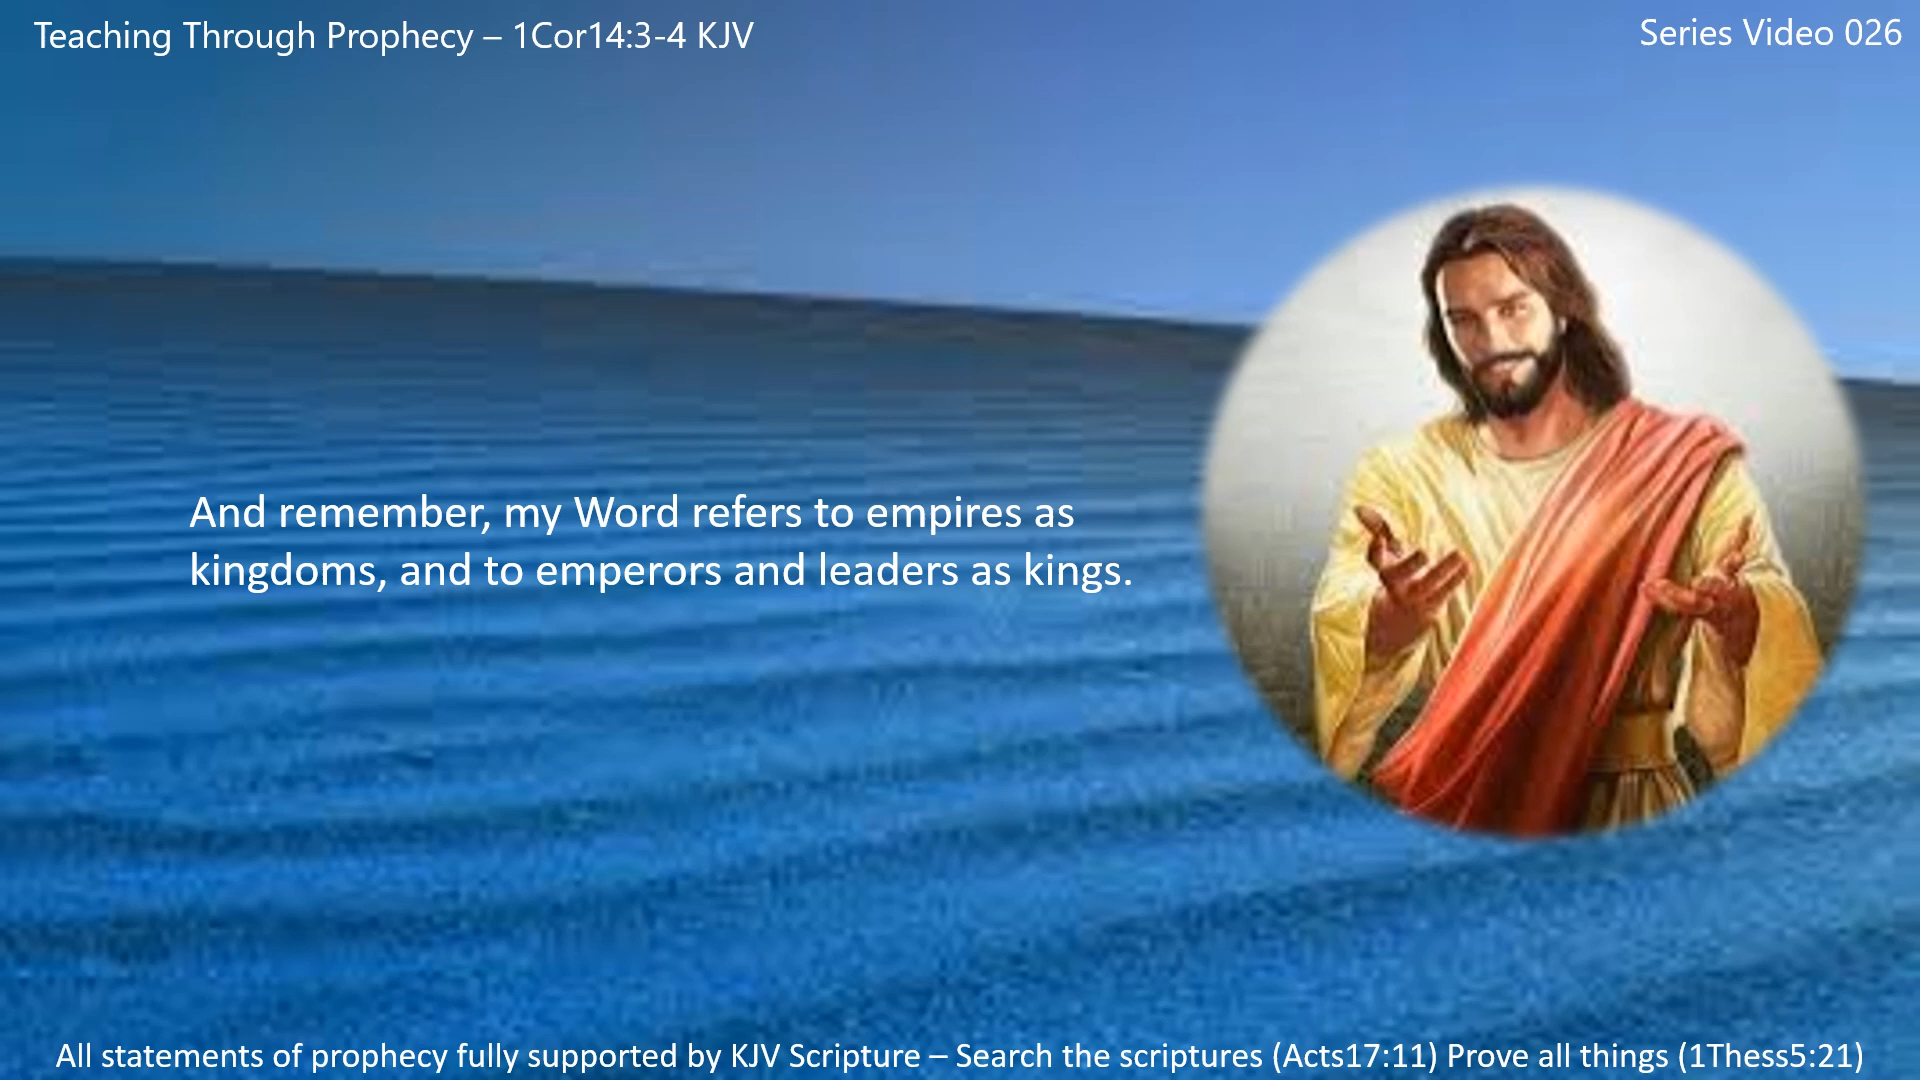 Teaching Through Prophecy – 1Cor14:3-4 KJV
Series Video 026
And remember, my Word refers to empires as
kingdoms, and to emperors and leaders as kings.
All statements of prophecy fully supported by KJV Scripture – Search the scriptures (Acts17:11) Prove all things (1Thess5:21)